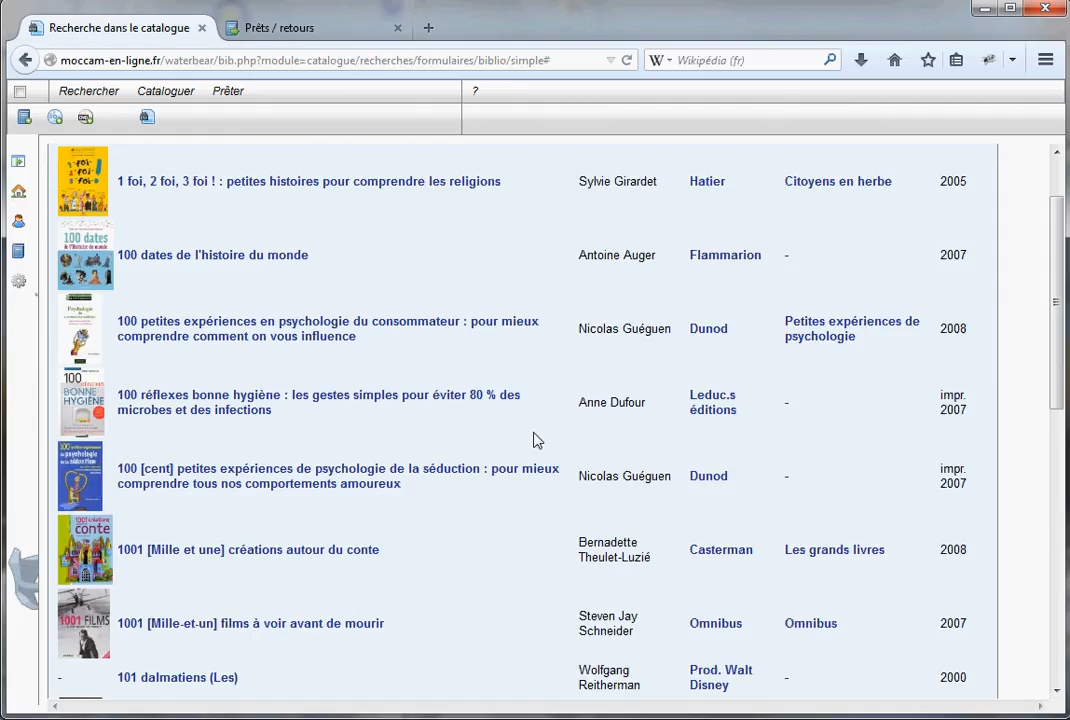 Recherche dans le catalogue
Prêts / retours
moccam-en-ligne.fr/waterbear/bib.php?module=catalogue/recherches/formulaires/biblio/simple#
W
Wikipédia (fr)
Rechercher Cataloguer Prêter
?
1 foi, 2 foi, 3 foi ! : petites histoires pour comprendre les religions
Sylvie Girardet
Hatier
Citoyens en herbe
2005
100 dates
100 dates de l'histoire du monde
Antoine Auger
Flammarion
-
2007
100 petites expériences en psychologie du consommateur : pour mieux
comprendre comment on vous influence
Nicolas Guéguen
Dunod
Petites expériences de
psychologie
2008
100
BONNE
HYGIÈNE
100 réflexes bonne hygiène : les gestes simples pour éviter 80 % des
microbes et des infections
Anne Dufour
Leduc.s
éditions
-
impr.
2007
100 [cent] petites expériences de psychologie de la séduction : pour mieux
comprendre tous nos comportements amoureux
Nicolas Guéguen
Dunod
-
impr.
2007
conte
1001 [Mille et une] créations autour du conte
Bernadette
Theulet-Luzié
Casterman
Les grands livres
2008
1001 FILMS
1001 [Mille-et-un] films à voir avant de mourir
Steven Jay
Schneider
Omnibus
Omnibus
2007
-
101 dalmatiens (Les)
Wolfgang
Reitherman
Prod. Walt
Disney
-
2000